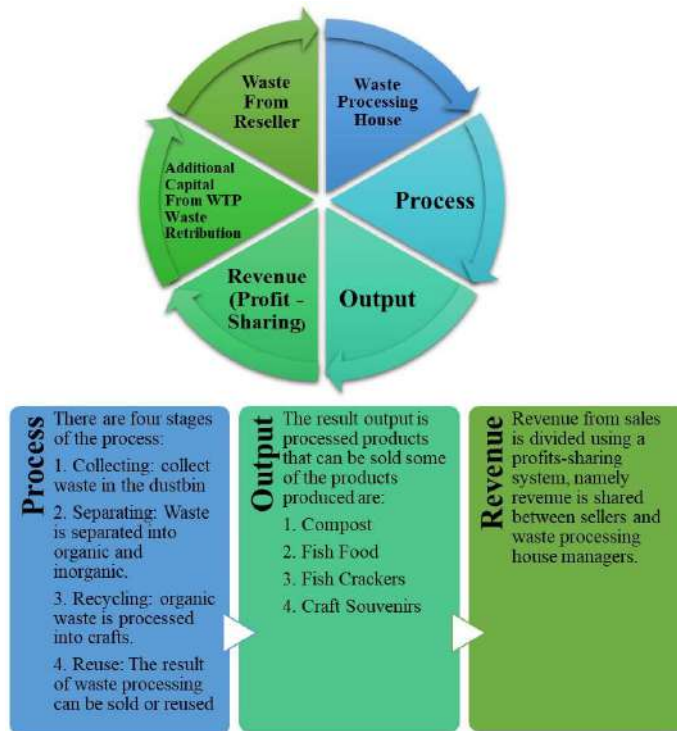 Waste
From
Reseller
Waste
Processing
House
Process
Output
Revenue
(Profit -
Sharing)
Additional
Capital
From WTP
Waste
Retribution
Process
There are four stages
of the process:
1. Collecting: collect
waste in the dustbin
2. Separating: Waste
is separated into
organic and
inorganic.
3. Recycling: organic
waste is processed
into crafts.
4. Reuse: The result
of waste processing
can be sold or reused
Output
The result output is
processed products
that can be sold some
of the products
produced are:
1. Compost
2. Fish Food
3. Fish Crackers
4. Craft Souvenirs
Revenue
Revenue from sales
is divided using a
profits-sharing
system, namely
revenue is shared
between sellers and
waste processing
house managers.